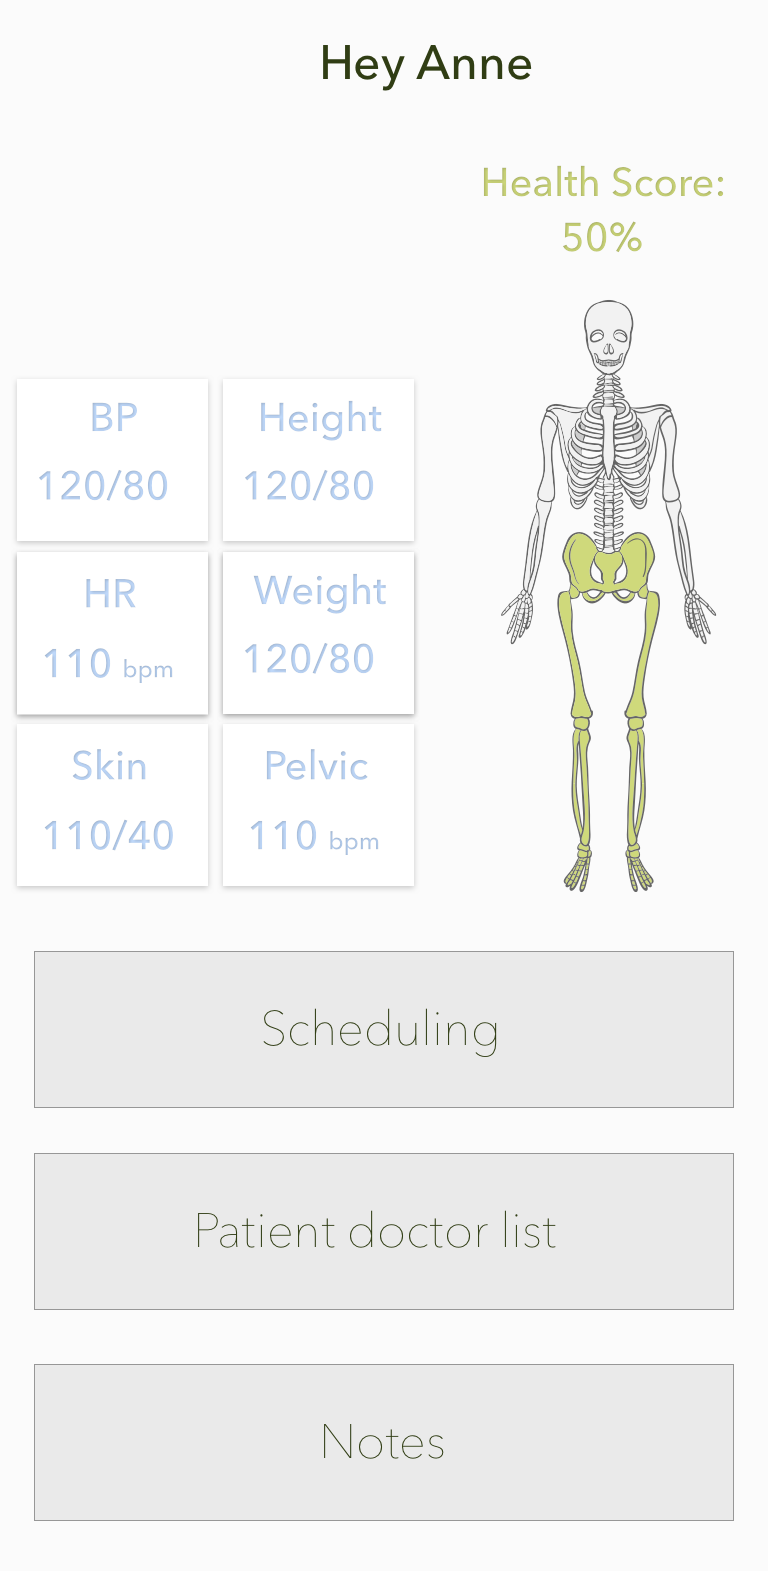 Hey Anne
Health Score:
50%
BP
120/80
Height
120/80
HR
110 bpm
Weight
120/80
Skin
110/40
Pelvic
110 bpm
Scheduling
Patient doctor list
Notes